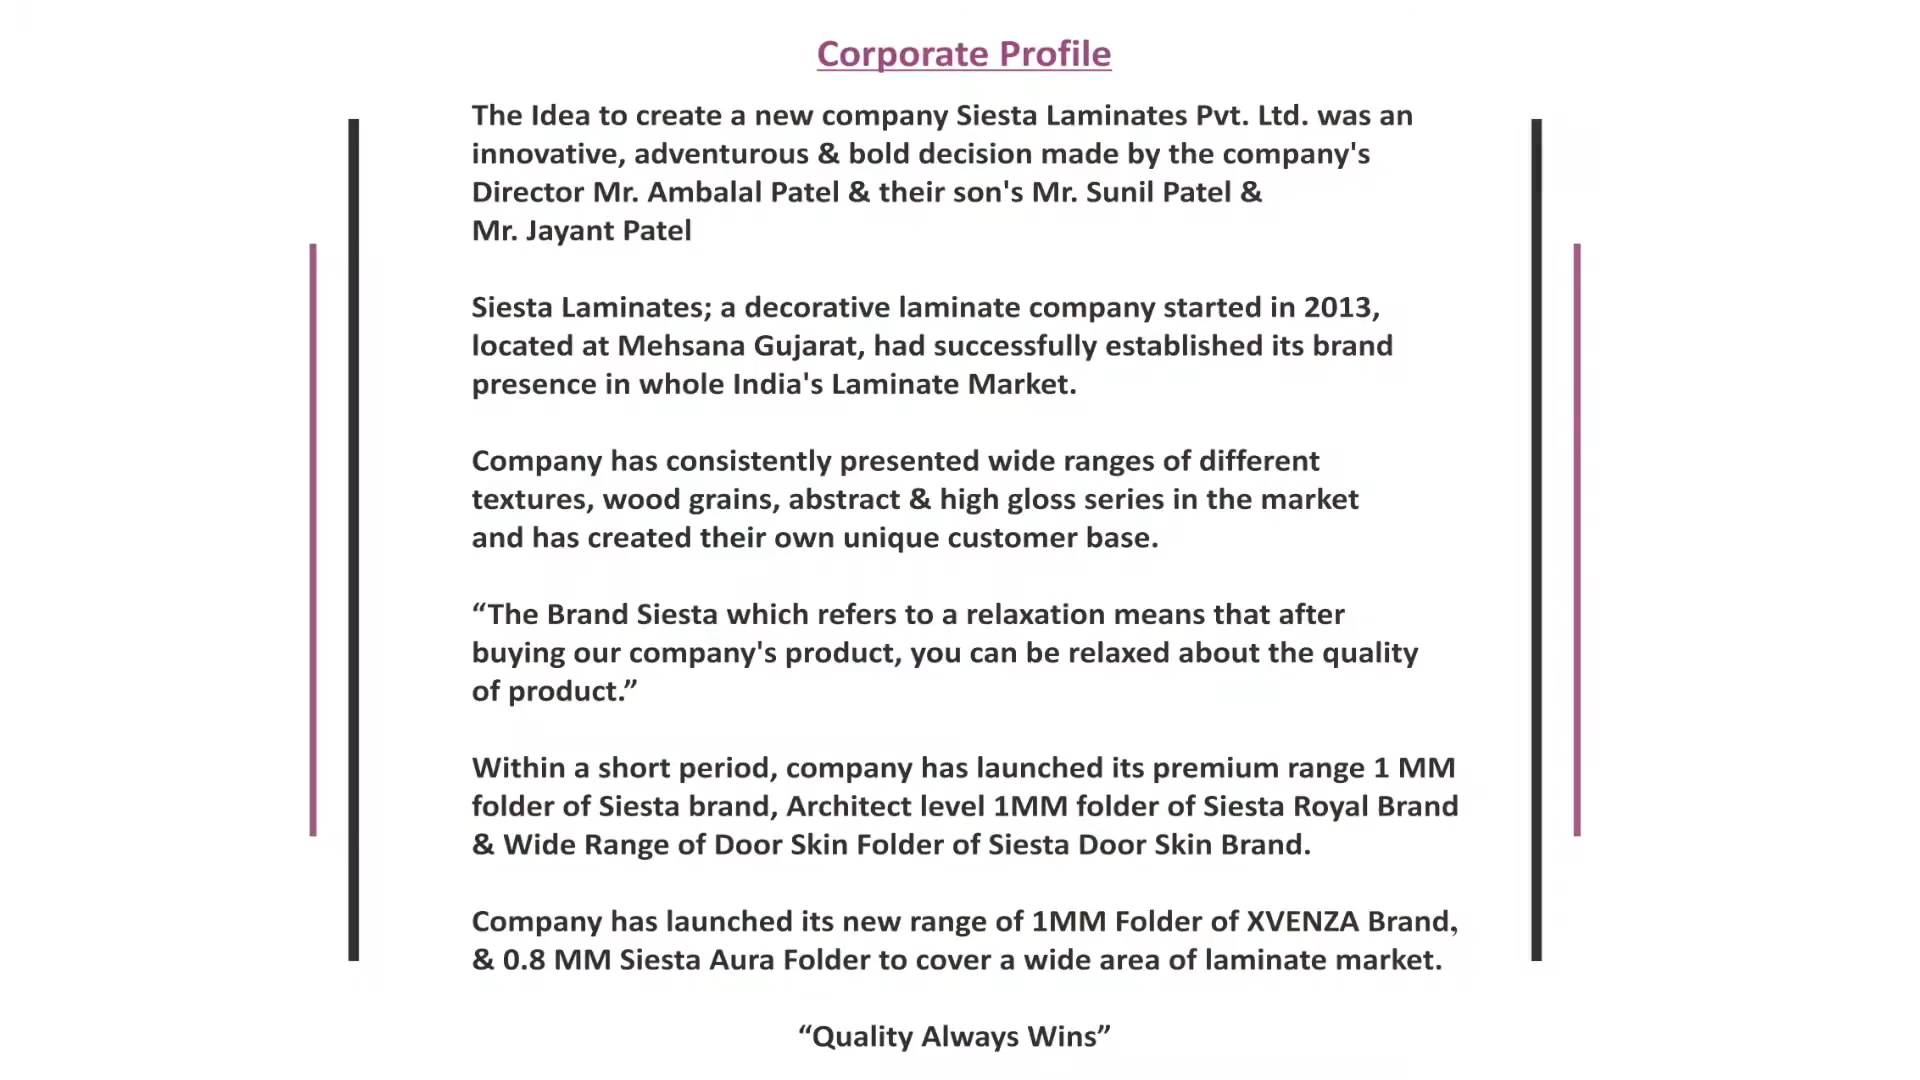 Corporate Profile
The Idea to create a new company Siesta Laminates Pvt. Ltd. was an
innovative, adventurous & bold decision made by the company's
Director Mr. Ambalal Patel & their son's Mr. Sunil Patel &
Mr. Jayant Patel
Siesta Laminates; a decorative laminate company started in 2013,
located at Mehsana Gujarat, had successfully established its brand
presence in whole India's Laminate Market.
Company has consistently presented wide ranges of different
textures, wood grains, abstract & high gloss series in the market
and has created their own unique customer base.
“The Brand Siesta which refers to a relaxation means that after
buying our company's product, you can be relaxed about the quality
of product.”
Within a short period, company has launched its premium range 1 MM
folder of Siesta brand, Architect level 1MM folder of Siesta Royal Brand
& Wide Range of Door Skin Folder of Siesta Door Skin Brand.
Company has launched its new range of 1MM Folder of XVENZA Brand,
& 0.8 MM Siesta Aura Folder to cover a wide area of laminate market.
“Quality Always Wins”